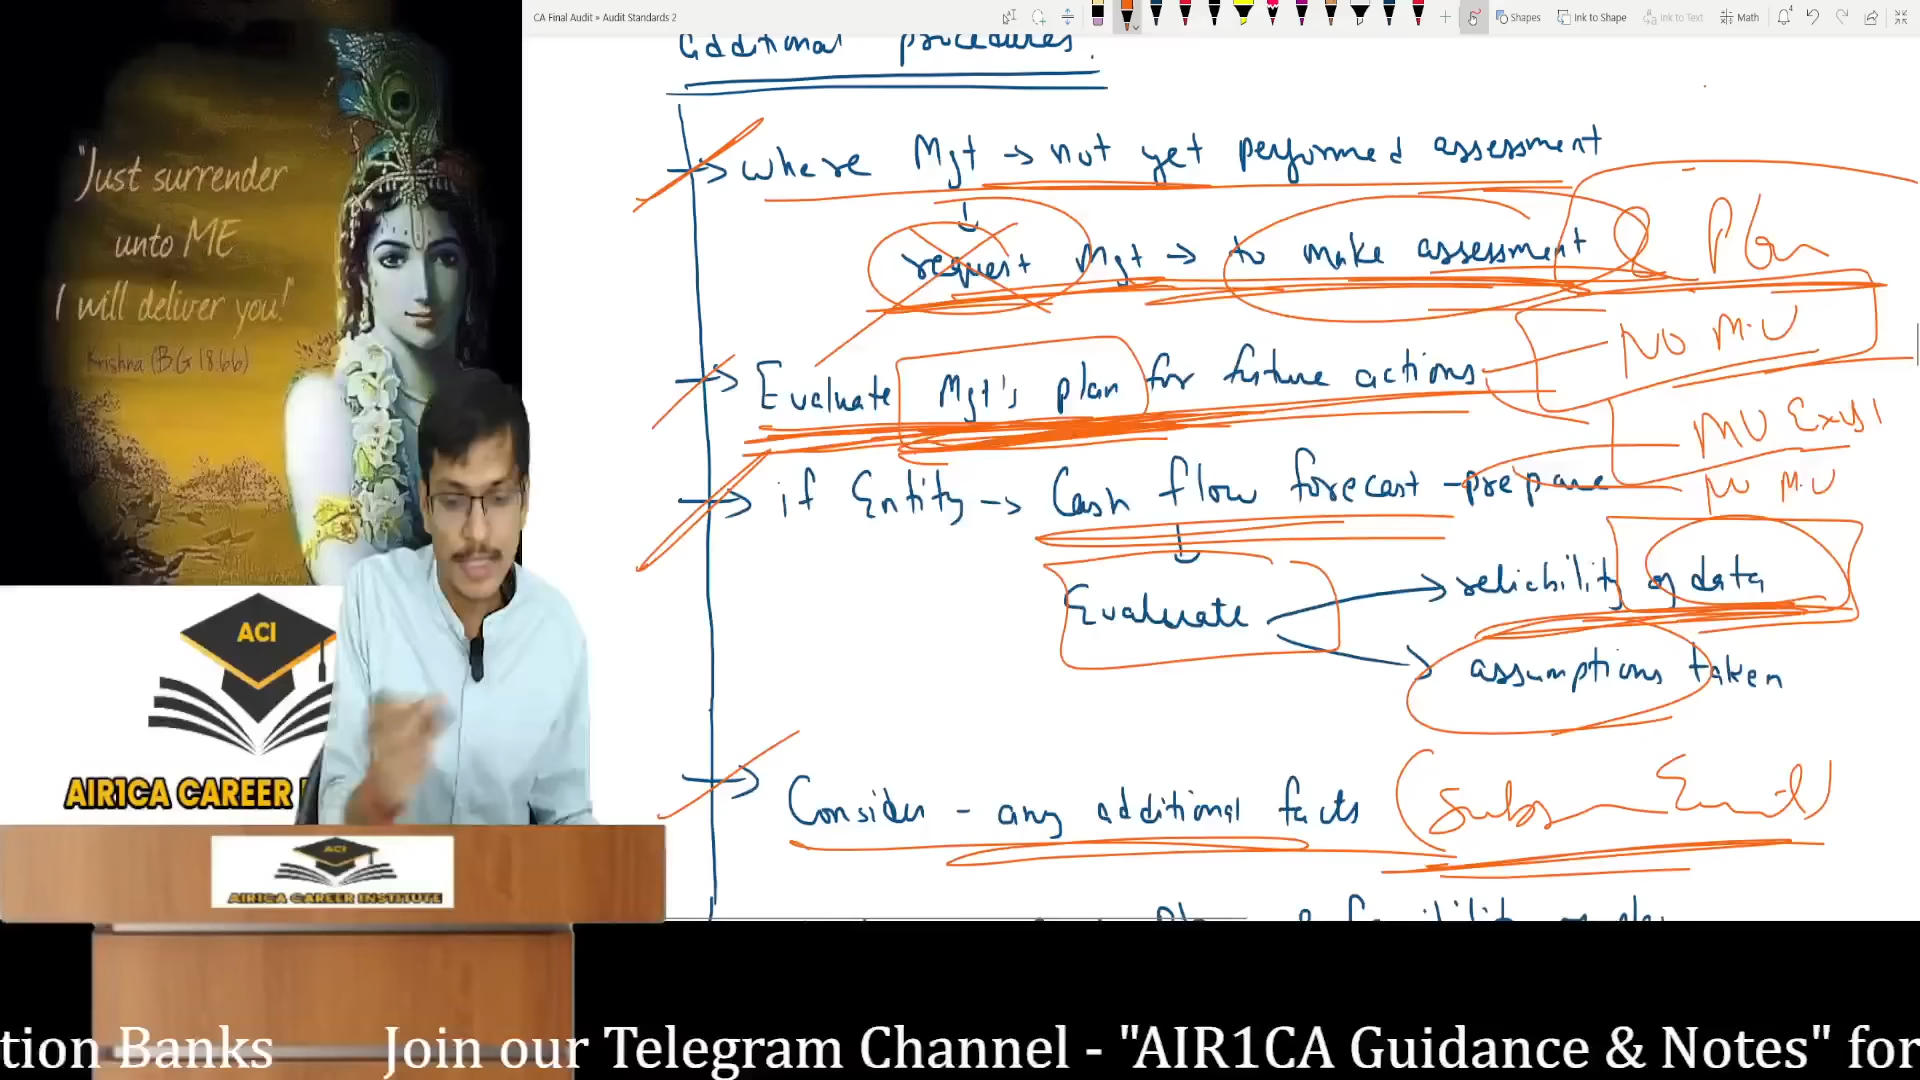 CA Final Audit » Audit Standards 2
Shapes
Ink to Shape
Ink to Text
Math
additional procedures.
"Just surrender
unto ME
I will deliver you!"
Krishna (B.G 18.66)
where Mgt → not yet performed assessment
request Mgt → to make assessment
& Plan
NO M.U
Evaluate Mgt's plan for future actions
MU Exist
NO M.U
if Entity → Cash flow forecast - prepare
Evaluate
reliability of data
assumptions taken
Consider - any additional facts
ACI
AIR1CA CAREER
ACI
AIR1CA CAREER INSTITUTE
tion Banks Join our Telegram Channel - "AIR1CA Guidance & Notes" for